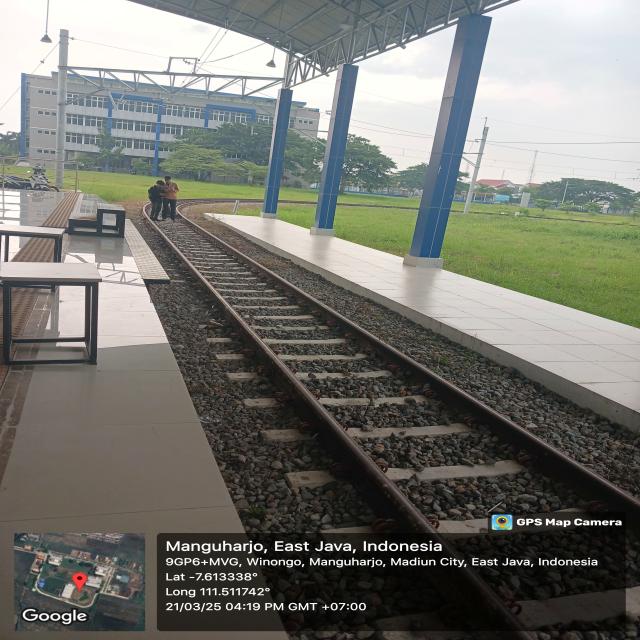 GPS Map Camera
Manguharjo, East Java, Indonesia
9GP6+MVG, Winongo, Manguharjo, Madiun City, East Java, Indonesia
Lat -7.613338°
Long 111.511742°
21/03/25 04:19 PM GMT +07:00
Google